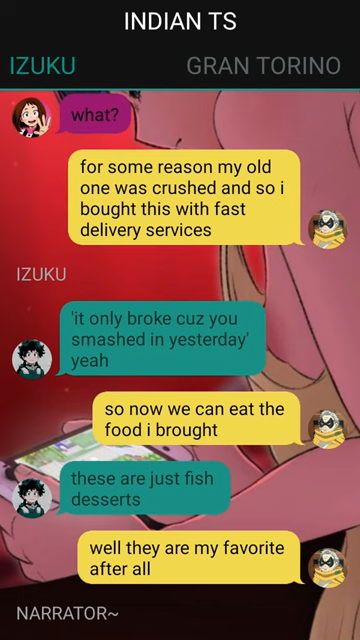 INDIAN TS
IZUKU GRAN TORINO
what?
for some reason my old
one was crushed and so i
bought this with fast
delivery services
IZUKU
'it only broke cuz you
smashed in yesterday'
yeah
so now we can eat the
food i brought
these are just fish
desserts
well they are my favorite
after all
NARRATOR~